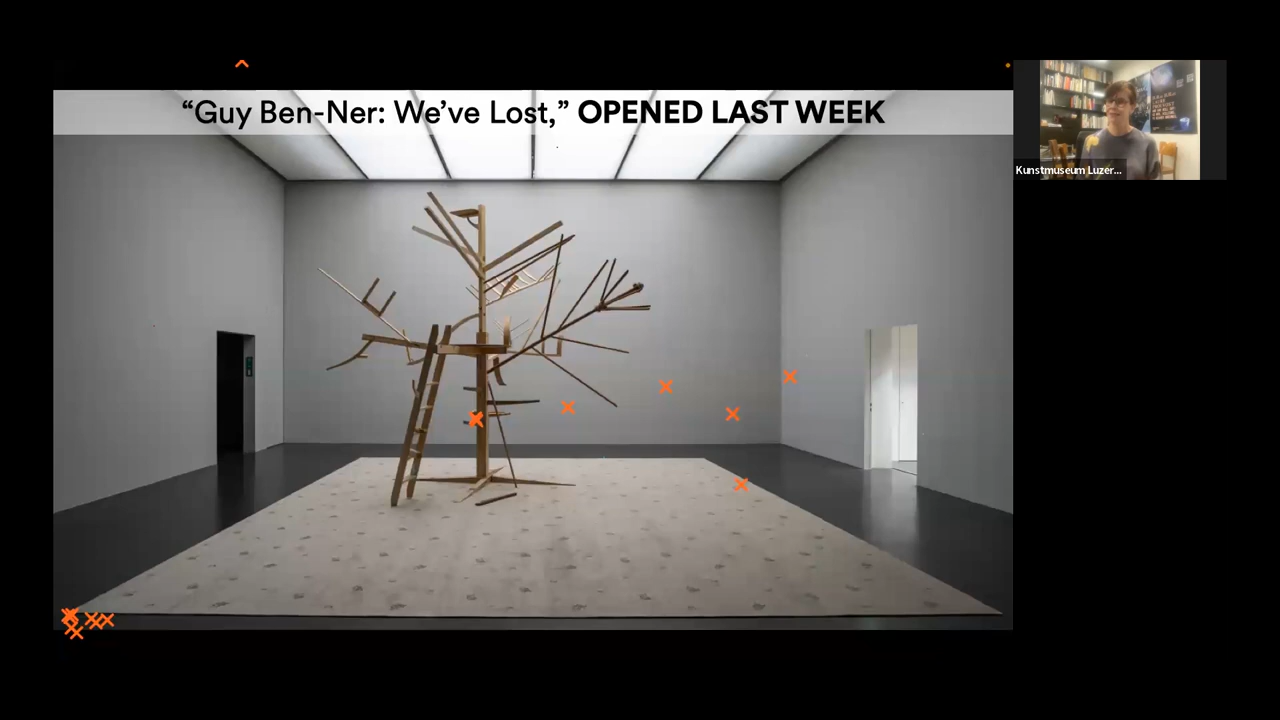 “Guy Ben-Ner: We’ve Lost,” OPENED LAST WEEK
Kunstmuseum Luzer...